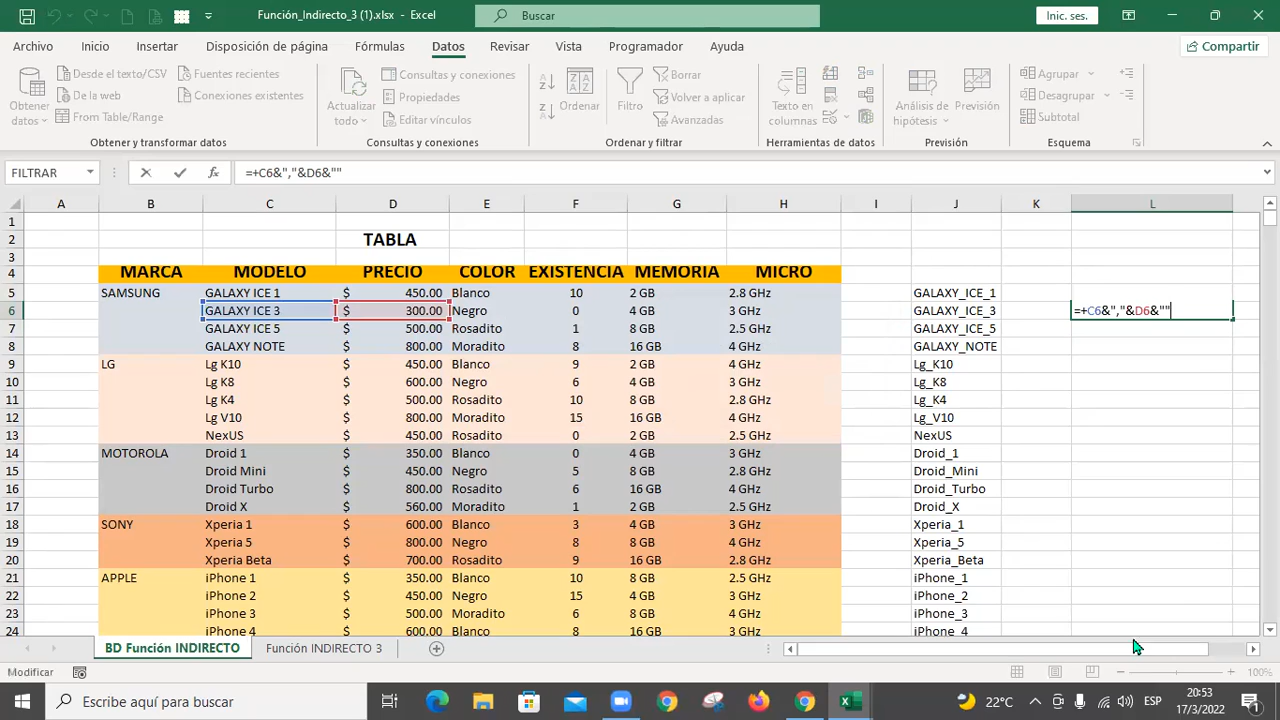 Función_Indirecto_3 (1).xlsx - Excel
Buscar
Inic. ses.
Archivo Inicio Insertar Disposición de página Fórmulas Datos Revisar Vista Programador Ayuda Compartir
Obtener datos
Desde el texto/CSV
De la web
From Table/Range
Fuentes recientes
Conexiones existentes
Obtener y transformar datos
Actualizar todo
Consultas y conexiones
Propiedades
Editar vínculos
Consultas y conexiones
Ordenar
Filtro
Borrar
Volver a aplicar
Avanzadas
Ordenar y filtrar
Texto en columnas
Herramientas de datos
Análisis de hipótesis
Previsión
Previsión
Agrupar
Desagrupar
Subtotal
Esquema
FILTRAR fx =+C6&","&D6&""
A B C D E F G H I J K L
1
2 TABLA
3
4 MARCA MODELO PRECIO COLOR EXISTENCIA MEMORIA MICRO
5 SAMSUNG GALAXY ICE 1 $ 450.00 Blanco 10 2 GB 2.8 GHz GALAXY_ICE_1
6 GALAXY ICE 3 $ 300.00 Negro 0 4 GB 3 GHz GALAXY_ICE_3 =+C6&","&D6&""
7 GALAXY ICE 5 $ 500.00 Rosadito 1 8 GB 2.5 GHz GALAXY_ICE_5
8 GALAXY NOTE $ 800.00 Moradito 8 16 GB 4 GHz GALAXY_NOTE
9 LG Lg K10 $ 450.00 Blanco 9 2 GB 4 GHz Lg_K10
10 Lg K8 $ 600.00 Negro 6 4 GB 3 GHz Lg_K8
11 Lg K4 $ 500.00 Rosadito 10 8 GB 2.5 GHz Lg_K4
12 Lg V10 $ 800.00 Moradito 15 16 GB 4 GHz Lg_V10
13 NexUS $ 450.00 Rosadito 0 2 GB 2.5 GHz NexUS
14 MOTOROLA Droid 1 $ 350.00 Blanco 0 4 GB 3 GHz Droid_1
15 Droid Mini $ 450.00 Negro 5 8 GB 2.8 GHz Droid_Mini
16 Droid Turbo $ 800.00 Rosadito 6 16 GB 4 GHz Droid_Turbo
17 Droid X $ 560.00 Moradito 1 2 GB 2.5 GHz Droid_X
18 SONY Xperia 1 $ 600.00 Blanco 3 4 GB 3 GHz Xperia_1
19 Xperia 5 $ 800.00 Negro 8 8 GB 4 GHz Xperia_5
20 Xperia Beta $ 700.00 Rosadito 9 16 GB 2.8 GHz Xperia_Beta
21 APPLE iPhone 1 $ 350.00 Blanco 10 8 GB 2.5 GHz iPhone_1
22 iPhone 2 $ 450.00 Negro 15 4 GB 3 GHz iPhone_2
23 iPhone 3 $ 500.00 Moradito 6 8 GB 4 GHz iPhone_3
24 iPhone 4 $ 600.00 Blanco 8 16 GB 3 GHz iPhone_4
BD Función INDIRECTO Función INDIRECTO 3
Modificar 100%
Escribe aquí para buscar 22°C ESP 20:53
17/3/2022 1